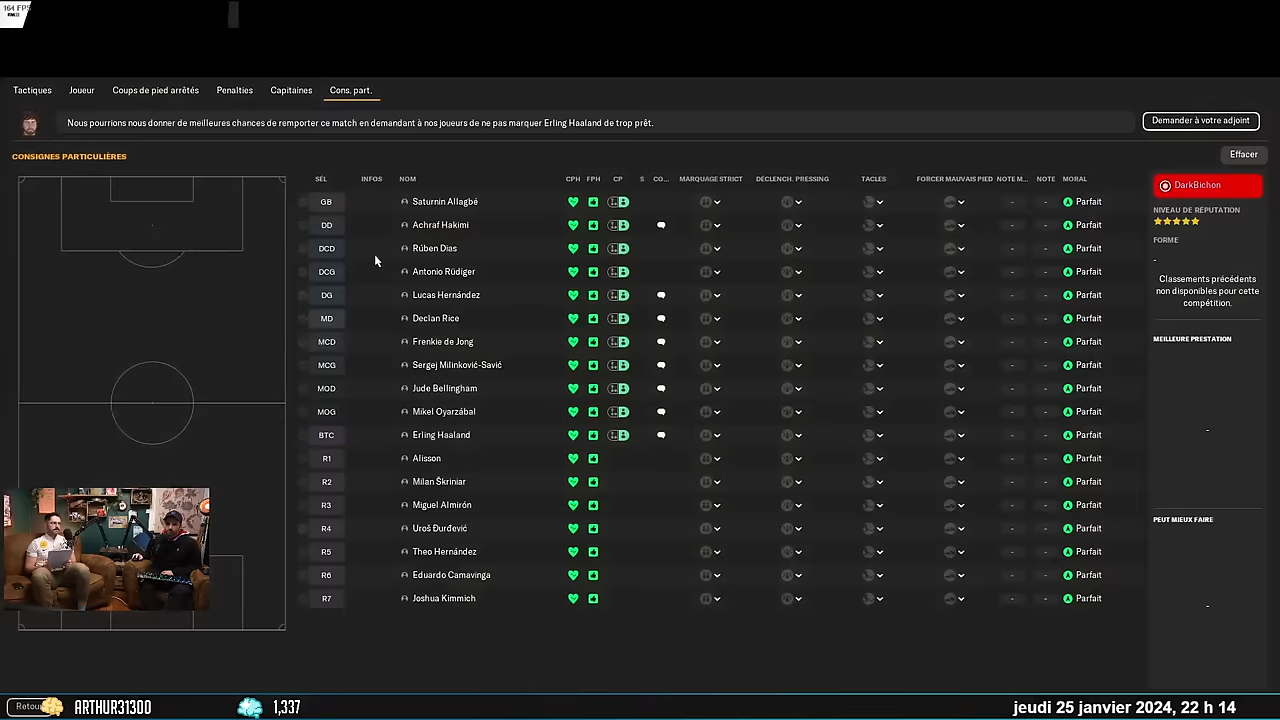 164 FPS
Tactiques Joueur Coups de pied arrêtés Penalties Capitaines Cons. part.
Nous pourrions nous donner de meilleures chances de remporter ce match en demandant à nos joueurs de ne pas marquer Erling Haaland de trop prêt.
Demander à votre adjoint
CONSIGNES PARTICULIÈRES
Effacer
SÉL INFOS NOM CPH FPH CP S CO... MARQUAGE STRICT DÉCLENCH. PRESSING TACLES FORCER MAUVAIS PIED NOTE M... NOTE MORAL
GB Saturnin Allagbé - - Parfait
DD Achraf Hakimi - - Parfait
DCD Rúben Dias - - Parfait
DCG Antonio Rüdiger - - Parfait
DG Lucas Hernández - - Parfait
MD Declan Rice - - Parfait
MCD Frenkie de Jong - - Parfait
MCG Sergej Milinković-Savić - - Parfait
MOD Jude Bellingham - - Parfait
MOG Mikel Oyarzábal - - Parfait
BTC Erling Haaland - - Parfait
R1 Alisson - - Parfait
R2 Milan Škriniar - - Parfait
R3 Miguel Almirón - - Parfait
R4 Uroš Đurđević - - Parfait
R5 Theo Hernández - - Parfait
R6 Eduardo Camavinga - - Parfait
R7 Joshua Kimmich - - Parfait
DarkBichon
NIVEAU DE RÉPUTATION
FORME
-
Classements précédents
non disponibles pour cette
compétition.
MEILLEURE PRESTATION
-
PEUT MIEUX FAIRE
-
Retour ARTHUR31300 1,337 jeudi 25 janvier 2024, 22 h 14